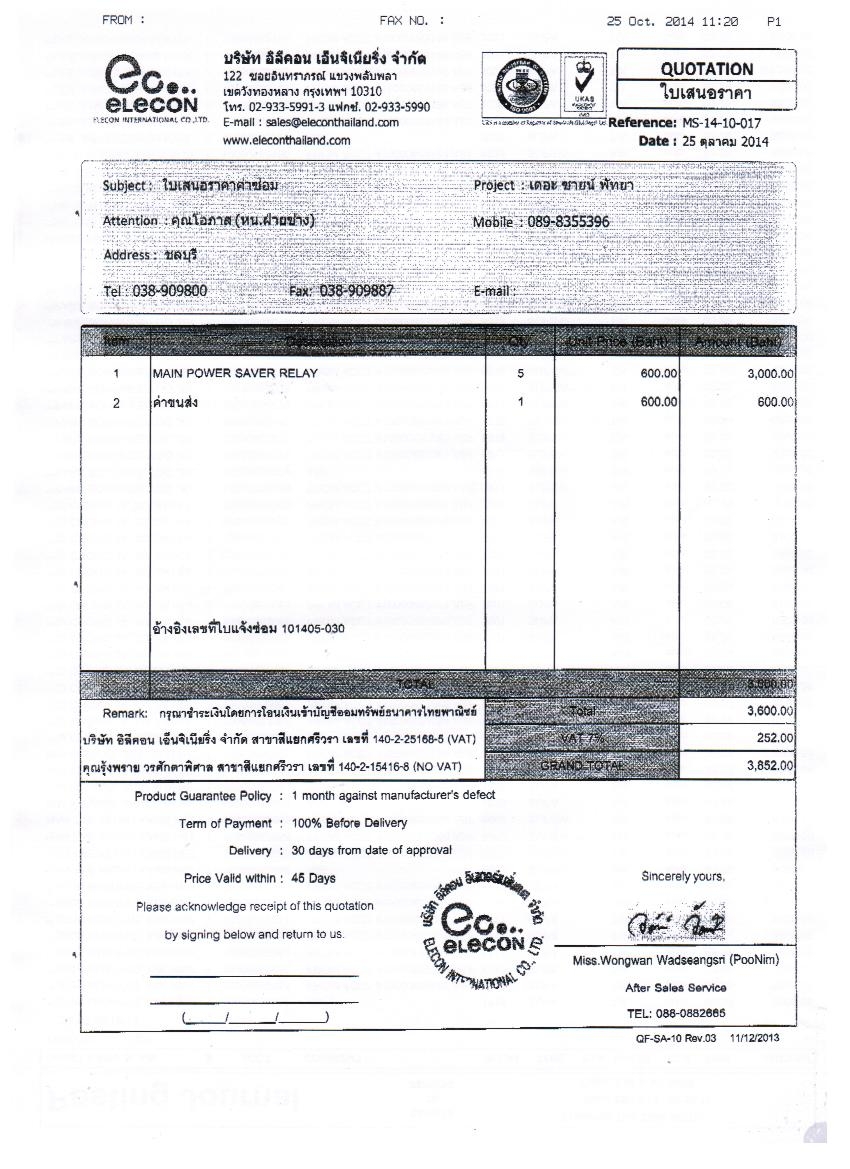 FROM :
FAX NO. :
25 Oct. 2014 11:20 P1
ec...
eLeCON
ELECON INTERNATIONAL CO.,LTD.
บริษัท อิลีคอน เอ็นจิเนียริ่ง จำกัด
122 ซอยอินทราภรณ์ แขวงพลับพลา
เขตวังทองหลาง กรุงเทพฯ 10310
โทร. 02-933-5991-3 แฟกซ์. 02-933-5990
E-mail : sales@eleconthailand.com
www.eleconthailand.com
ISO 9001
UKAS
QUOTATION
ใบเสนอราคา
Reference: MS-14-10-017
Date : 25 ตุลาคม 2014
Subject : ใบเสนอราคาค่าซ่อม
Project : เดอะ ซายน์ พัทยา
Attention : คุณโอภาส (หน.ฝ่ายช่าง)
Mobile : 089-8355396
Address : ชลบุรี
Tel : 038-909800 Fax: 038-909887 E-mail :
Item Description Qty Unit Price (Baht) Amount (Baht)
1 MAIN POWER SAVER RELAY 5 600.00 3,000.00
2 ค่าขนส่ง 1 600.00 600.00
อ้างอิงเลขที่ใบแจ้งซ่อม 101405-030
TOTAL 3,600.00
Remark: กรุณาชำระเงินโดยการโอนเงินเข้าบัญชีออมทรัพย์ธนาคารไทยพาณิชย์ Total 3,600.00
บริษัท อิลีคอน เอ็นจิเนียริ่ง จำกัด สาขาสี่แยกศรีวรา เลขที่ 140-2-25168-5 (VAT) VAT 7% 252.00
คุณรุ้งพราย วรศักดาพิศาล สาขาสี่แยกศรีวรา เลขที่ 140-2-15416-8 (NO VAT) GRAND TOTAL 3,852.00
Product Guarantee Policy : 1 month against manufacturer's defect
Term of Payment : 100% Before Delivery
Delivery : 30 days from date of approval
Price Valid within : 45 Days
Please acknowledge receipt of this quotation
by signing below and return to us.
(____/____/____)
บริษัท อิลีคอน อินเตอร์เนชั่นแนล จำกัด
ec...
eLeCON
ELECON INTERNATIONAL CO., LTD.
Sincerely yours,
Miss.Wongwan Wadseangsri (PooNim)
After Sales Service
TEL: 088-0882665
QF-SA-10 Rev.03 11/12/2013